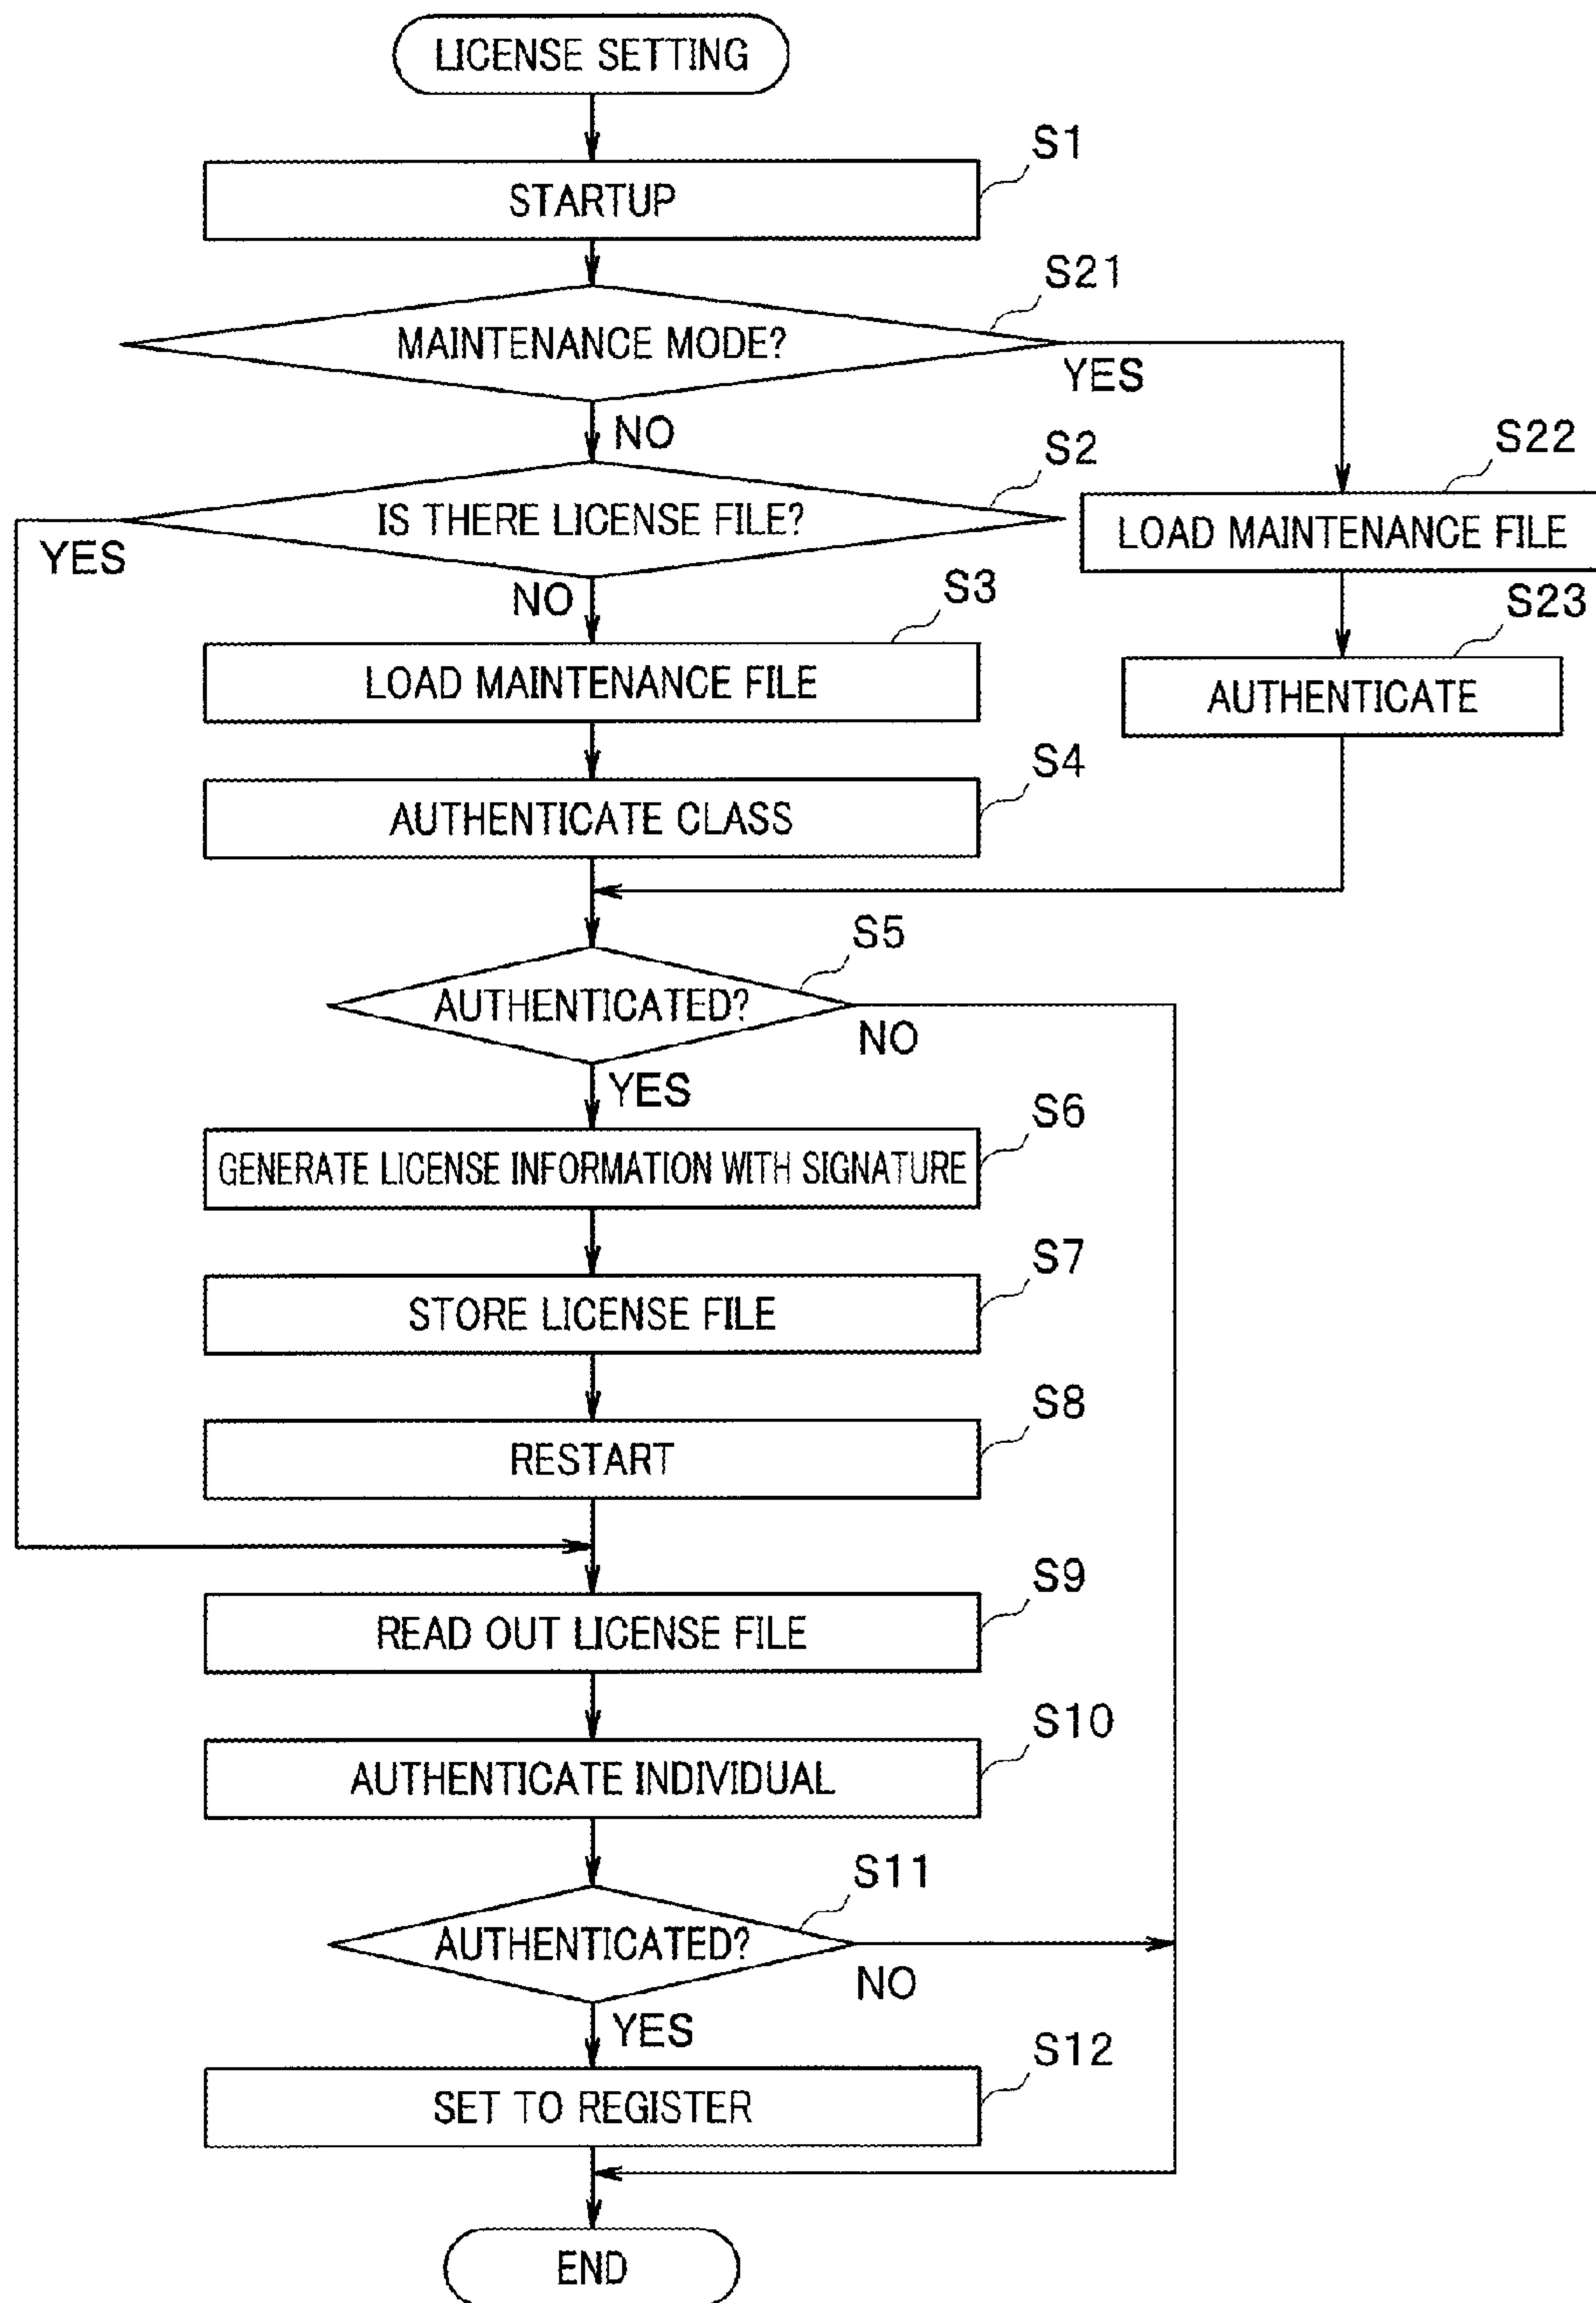 LICENSE SETTING
S1
STARTUP
S21
MAINTENANCE MODE?
YES
NO
S2
S22
IS THERE LICENSE FILE?
LOAD MAINTENANCE FILE
YES
NO
S3
S23
LOAD MAINTENANCE FILE
AUTHENTICATE
S4
AUTHENTICATE CLASS
S5
AUTHENTICATED?
NO
YES
S6
GENERATE LICENSE INFORMATION WITH SIGNATURE
S7
STORE LICENSE FILE
S8
RESTART
S9
READ OUT LICENSE FILE
S10
AUTHENTICATE INDIVIDUAL
S11
AUTHENTICATED?
NO
YES
S12
SET TO REGISTER
END